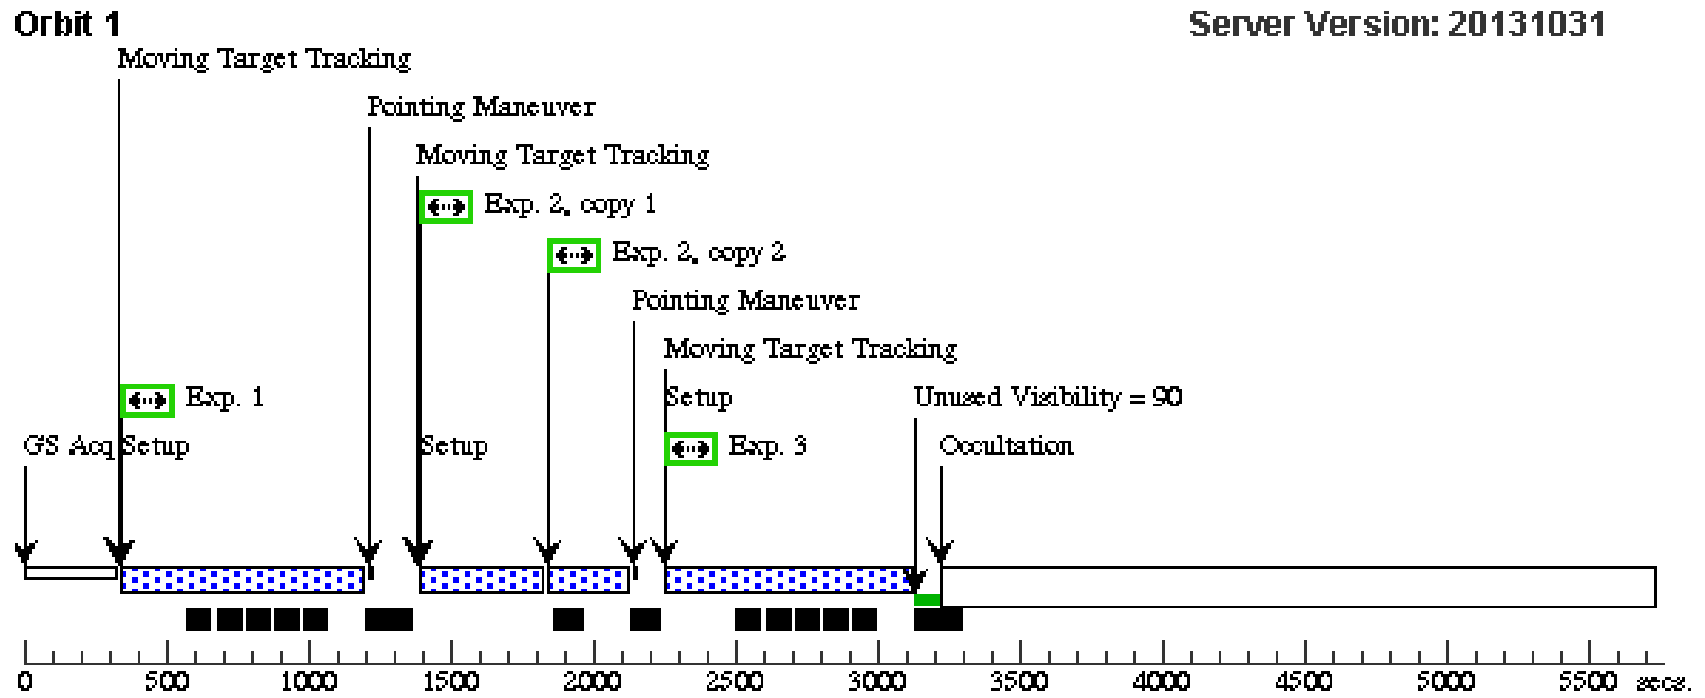 Orbit 1
Server Version: 20131031
Moving Target Tracking
Pointing Maneuver
Moving Target Tracking
Exp. 2, copy 1
Exp. 2, copy 2
Pointing Maneuver
Moving Target Tracking
Exp. 1
Setup
Unused Visibility = 90
GS Acq
Setup
Setup
Exp. 3
Occultation
0 500 1000 1500 2000 2500 3000 3500 4000 4500 5000 5500 secs.